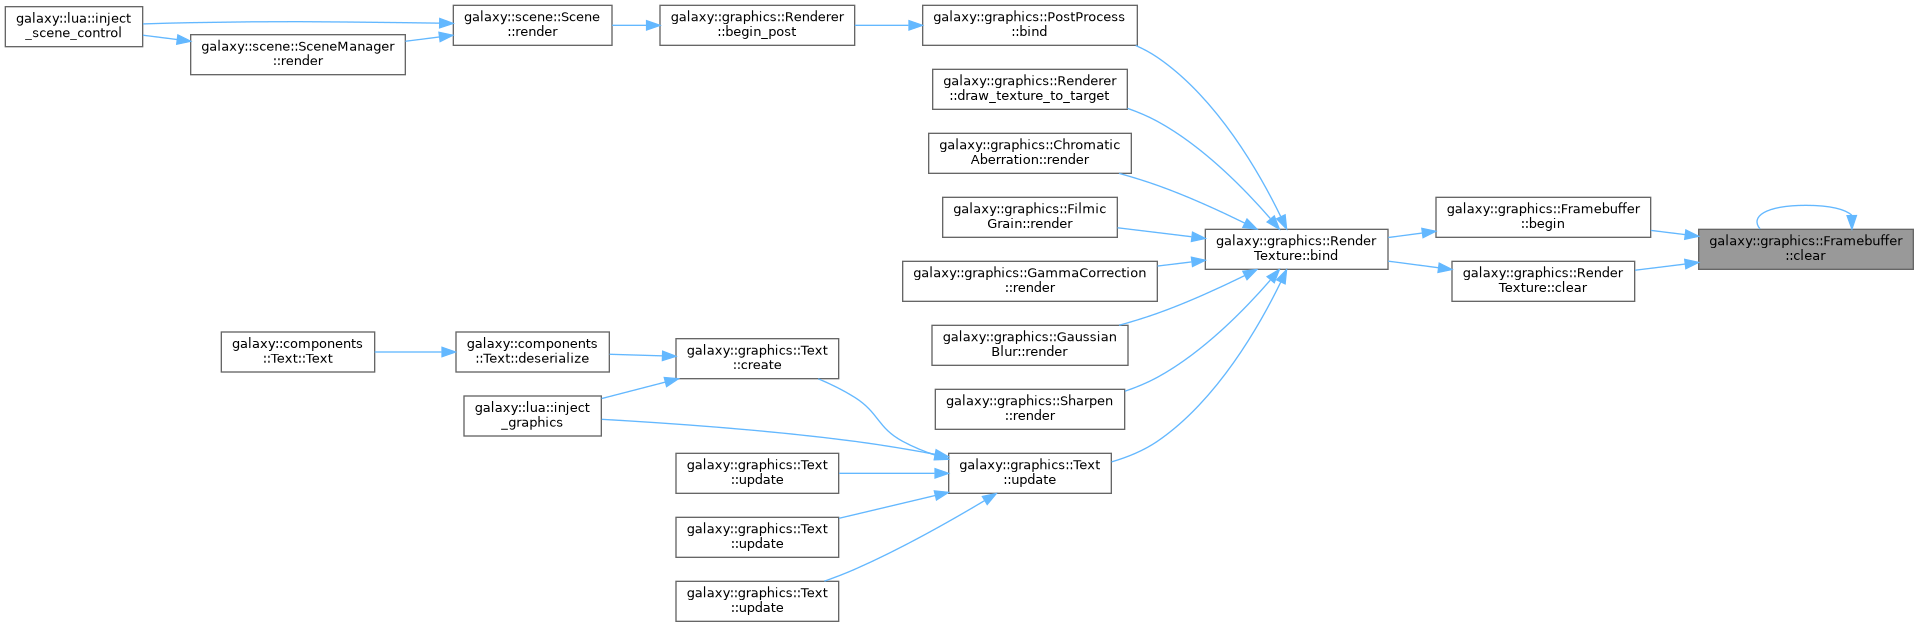 galaxy::lua::inject
_scene_control
galaxy::scene::SceneManager
::render
galaxy::scene::Scene
::render
galaxy::graphics::Renderer
::begin_post
galaxy::graphics::PostProcess
::bind
galaxy::graphics::Renderer
::draw_texture_to_target
galaxy::graphics::Chromatic
Aberration::render
galaxy::graphics::Filmic
Grain::render
galaxy::graphics::GammaCorrection
::render
galaxy::graphics::Gaussian
Blur::render
galaxy::graphics::Sharpen
::render
galaxy::graphics::Render
Texture::bind
galaxy::graphics::Framebuffer
::begin
galaxy::graphics::Render
Texture::clear
galaxy::graphics::Framebuffer
::clear
galaxy::components
::Text::Text
galaxy::components
::Text::deserialize
galaxy::graphics::Text
::create
galaxy::lua::inject
_graphics
galaxy::graphics::Text
::update
galaxy::graphics::Text
::update
galaxy::graphics::Text
::update
galaxy::graphics::Text
::update